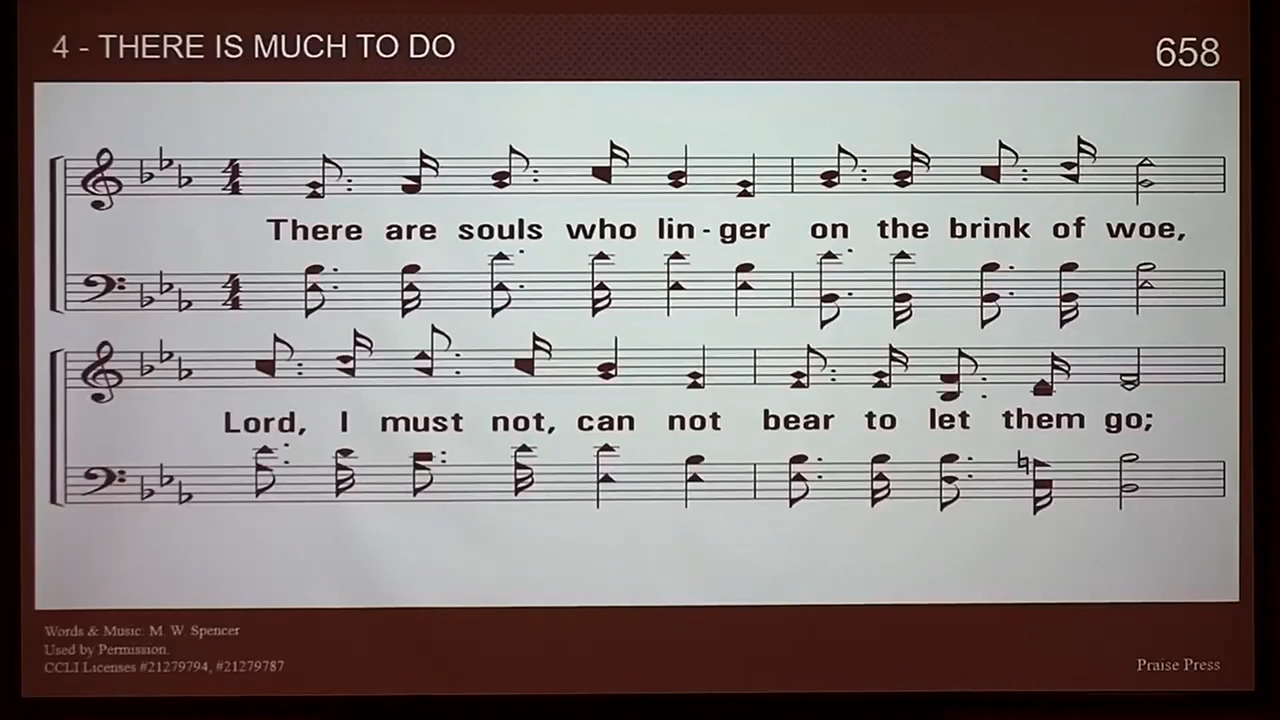 4 - THERE IS MUCH TO DO
658
There are souls who lin - ger on the brink of woe,
Lord, I must not, can not bear to let them go;
Words & Music: M. W. Spencer
Used by Permission.
CCLI Licenses #21279794, #21279787
Praise Press